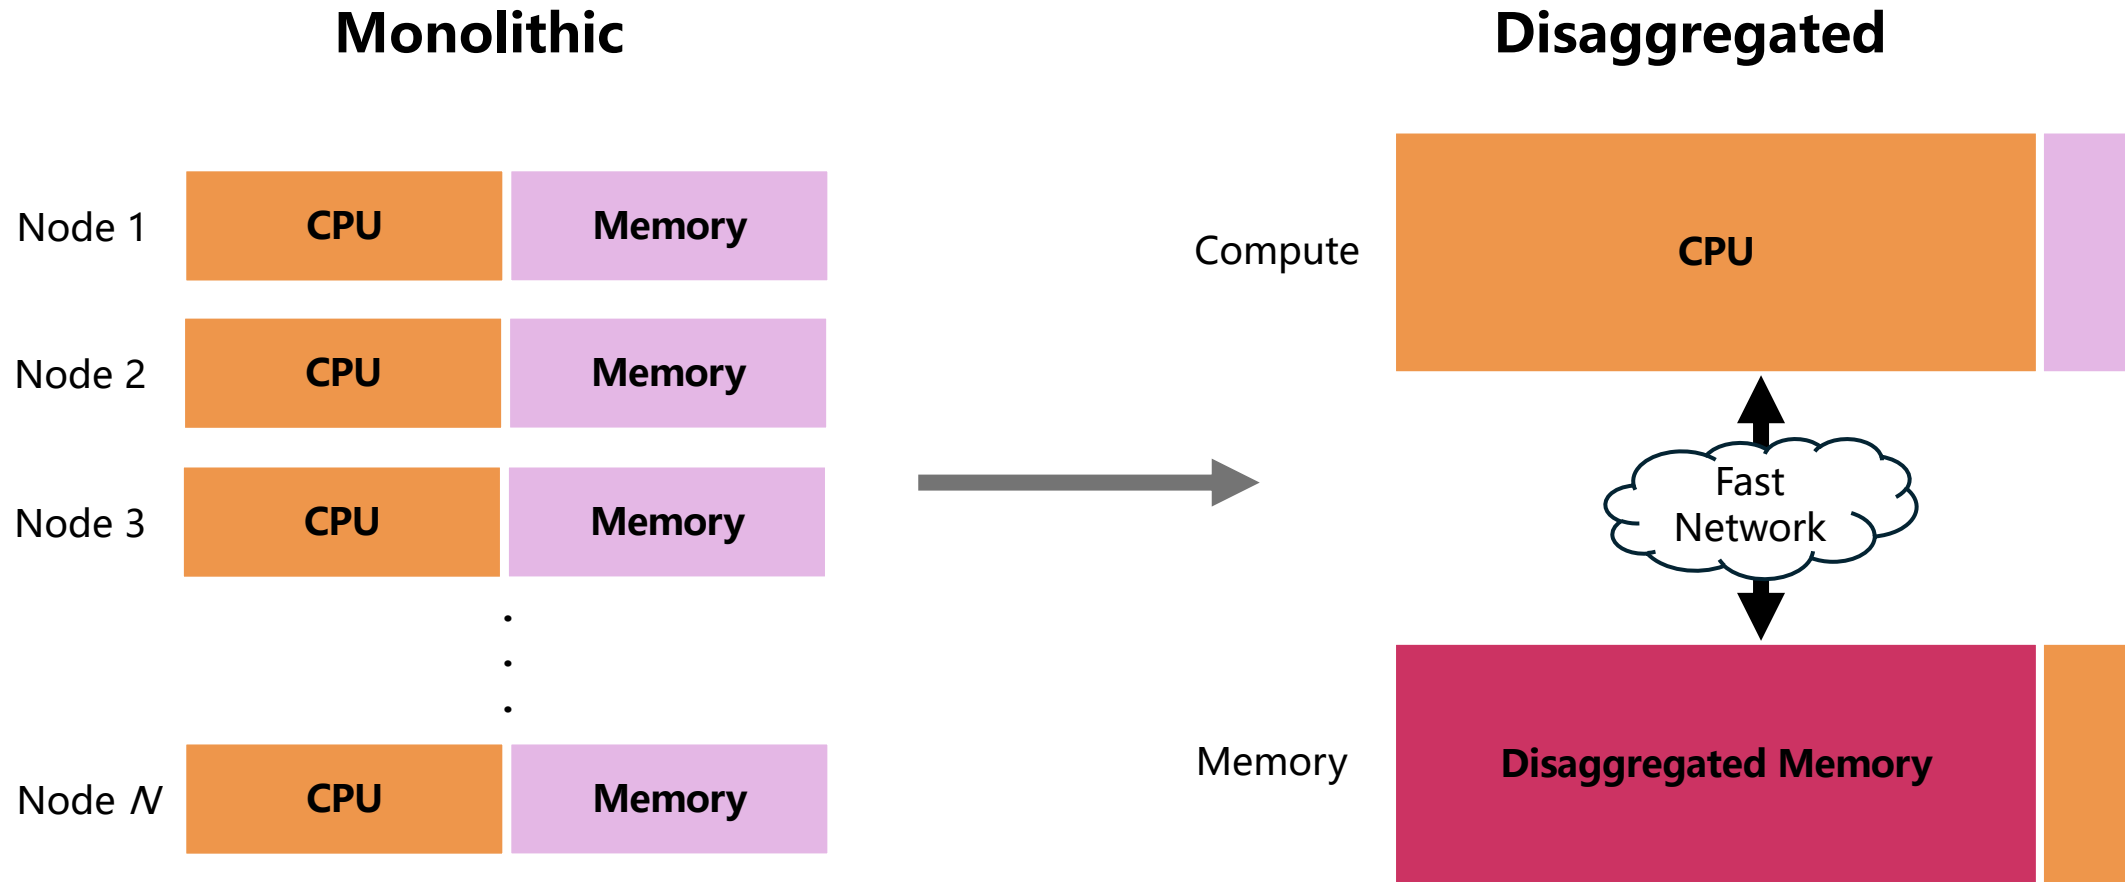 Monolithic
Disaggregated
Node 1
CPU
Memory
Node 2
CPU
Memory
Node 3
CPU
Memory
.
.
.
Node N
CPU
Memory
Compute
CPU
Fast
Network
Memory
Disaggregated Memory